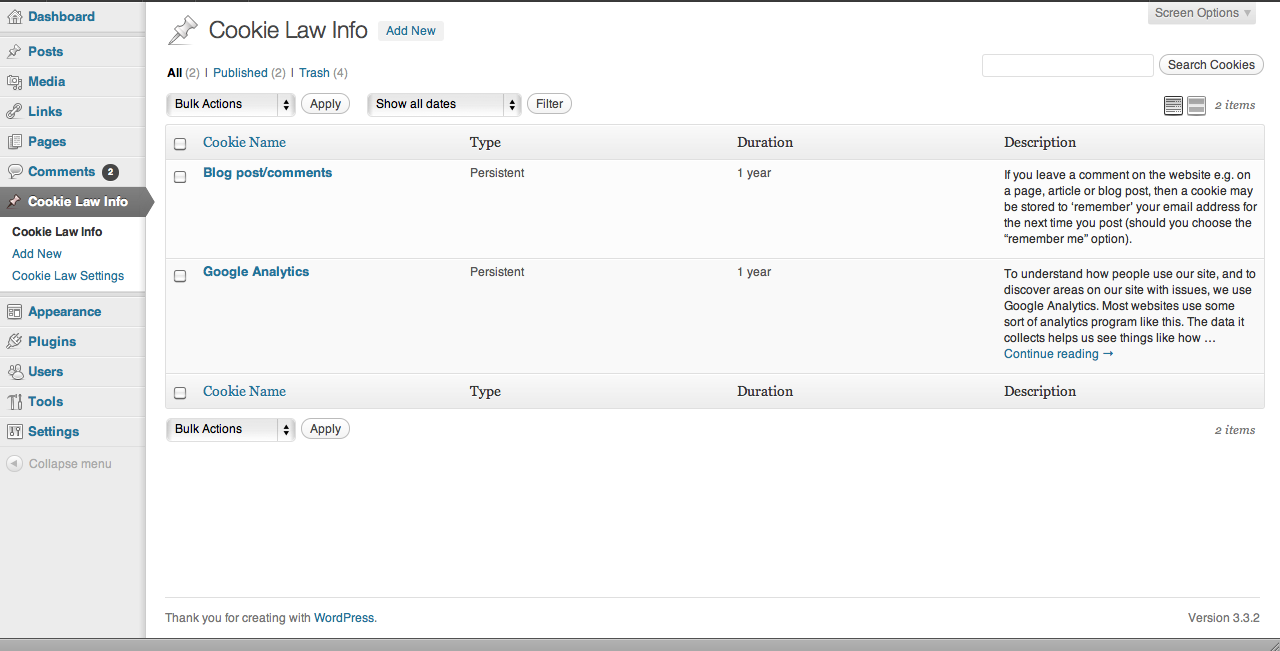 Dashboard
Posts
Media
Links
Pages
Comments 2
Cookie Law Info
Cookie Law Info
Add New
Cookie Law Settings
Appearance
Plugins
Users
Tools
Settings
Collapse menu
Screen Options
Cookie Law Info Add New
All (2) | Published (2) | Trash (4)
Search Cookies
Bulk Actions Apply Show all dates Filter 2 items
Cookie Name Type Duration Description
Blog post/comments Persistent 1 year
If you leave a comment on the website e.g. on
a page, article or blog post, then a cookie may
be stored to ‘remember’ your email address for
the next time you post (should you choose the
“remember me” option).
Google Analytics Persistent 1 year
To understand how people use our site, and to
discover areas on our site with issues, we use
Google Analytics. Most websites use some
sort of analytics program like this. The data it
collects helps us see things like how …
Continue reading →
Cookie Name Type Duration Description
Bulk Actions Apply 2 items
Thank you for creating with WordPress. Version 3.3.2